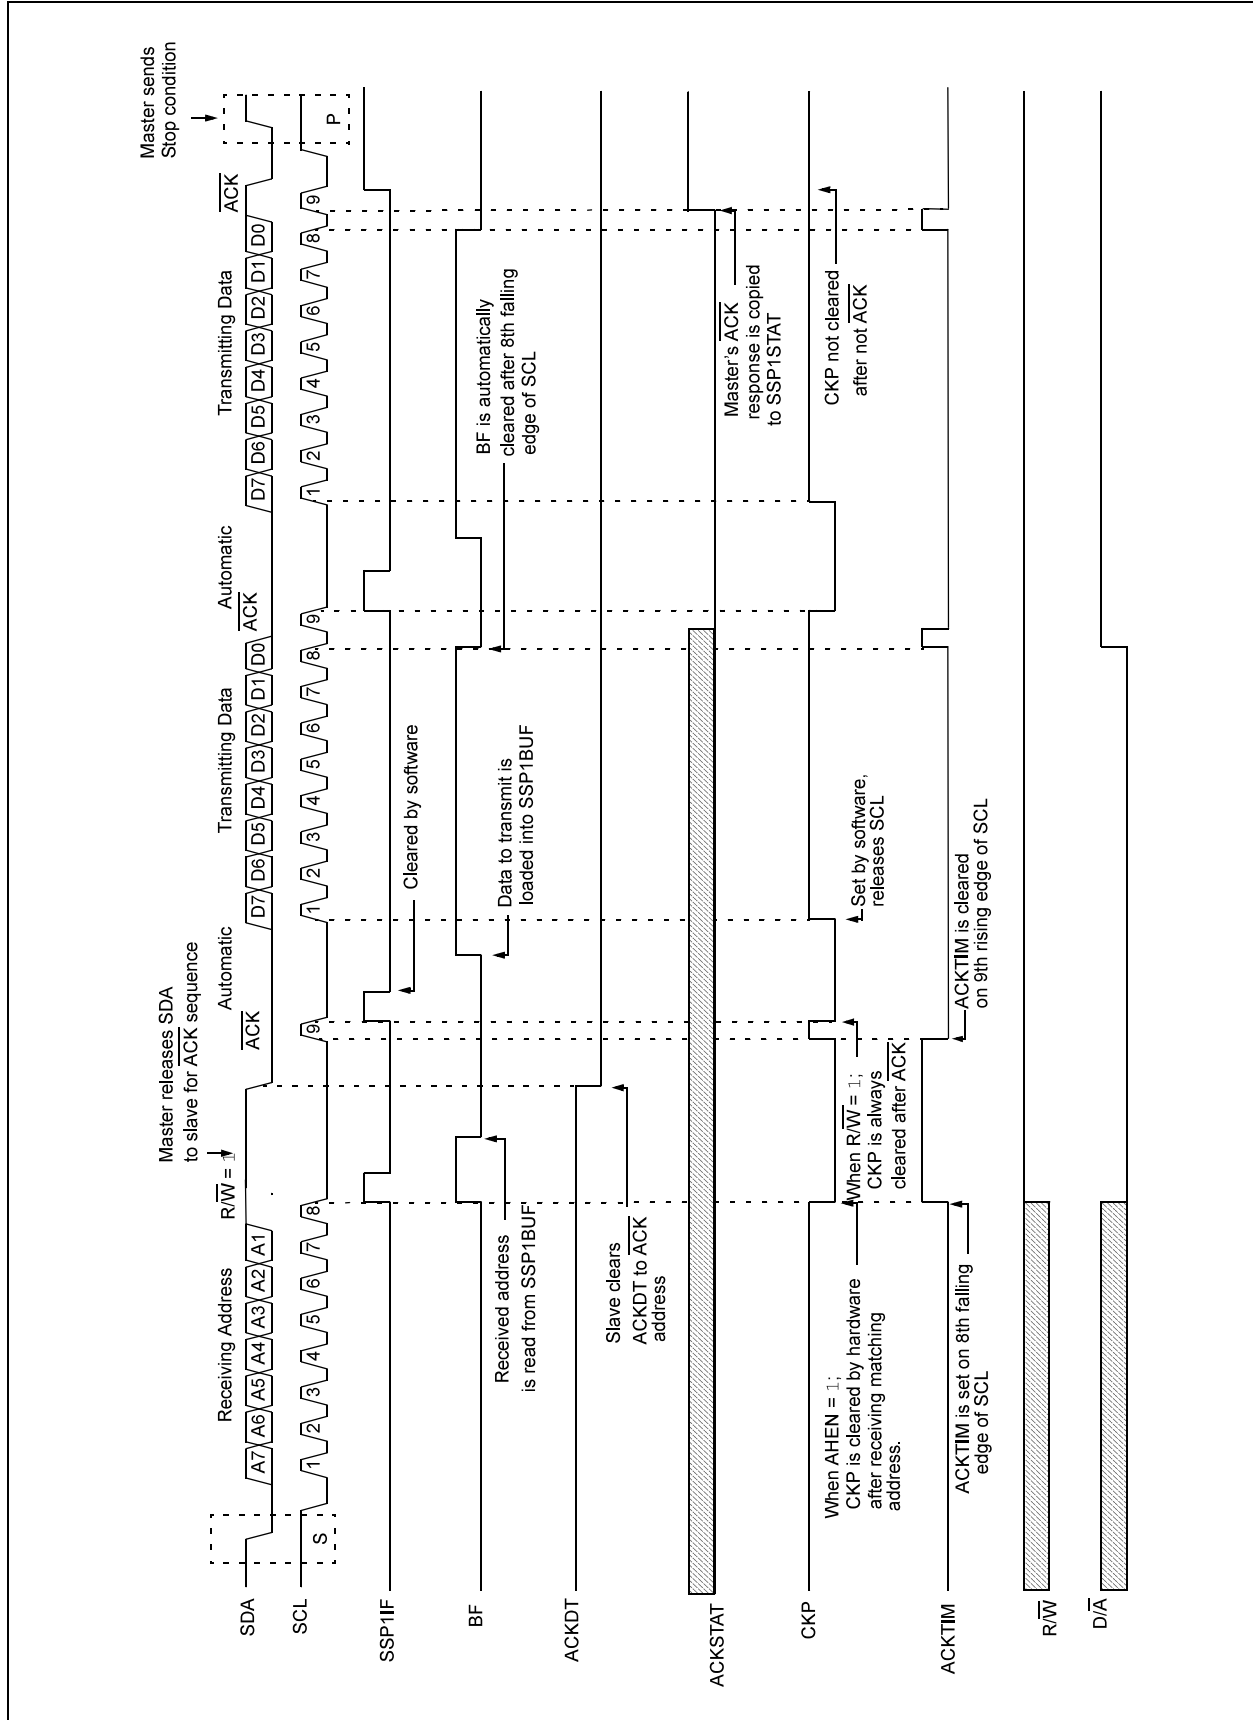 Master releases SDA
to slave for ACK sequence
Master sends
Stop condition
Receiving Address
R/W = 1
ACK
Automatic
Transmitting Data
ACK
Automatic
Transmitting Data
ACK
SDA
A7 A6 A5 A4 A3 A2 A1
D7 D6 D5 D4 D3 D2 D1 D0
D7 D6 D5 D4 D3 D2 D1 D0
SCL
S
1 2 3 4 5 6 7 8 9
1 2 3 4 5 6 7 8 9
1 2 3 4 5 6 7 8 9
P
SSP1IF
Cleared by software
BF
Received address
is read from SSP1BUF
Data to transmit is
loaded into SSP1BUF
BF is automatically
cleared after 8th falling
edge of SCL
ACKDT
Slave clears
ACKDT to ACK
address
ACKSTAT
Master's ACK
response is copied
to SSP1STAT
CKP
When AHEN = 1;
CKP is cleared by hardware
after receiving matching
address.
When R/W = 1;
CKP is always
cleared after ACK
Set by software,
releases SCL
CKP not cleared
after not ACK
ACKTIM
ACKTIM is set on 8th falling
edge of SCL
ACKTIM is cleared
on 9th rising edge of SCL
R/W
D/A